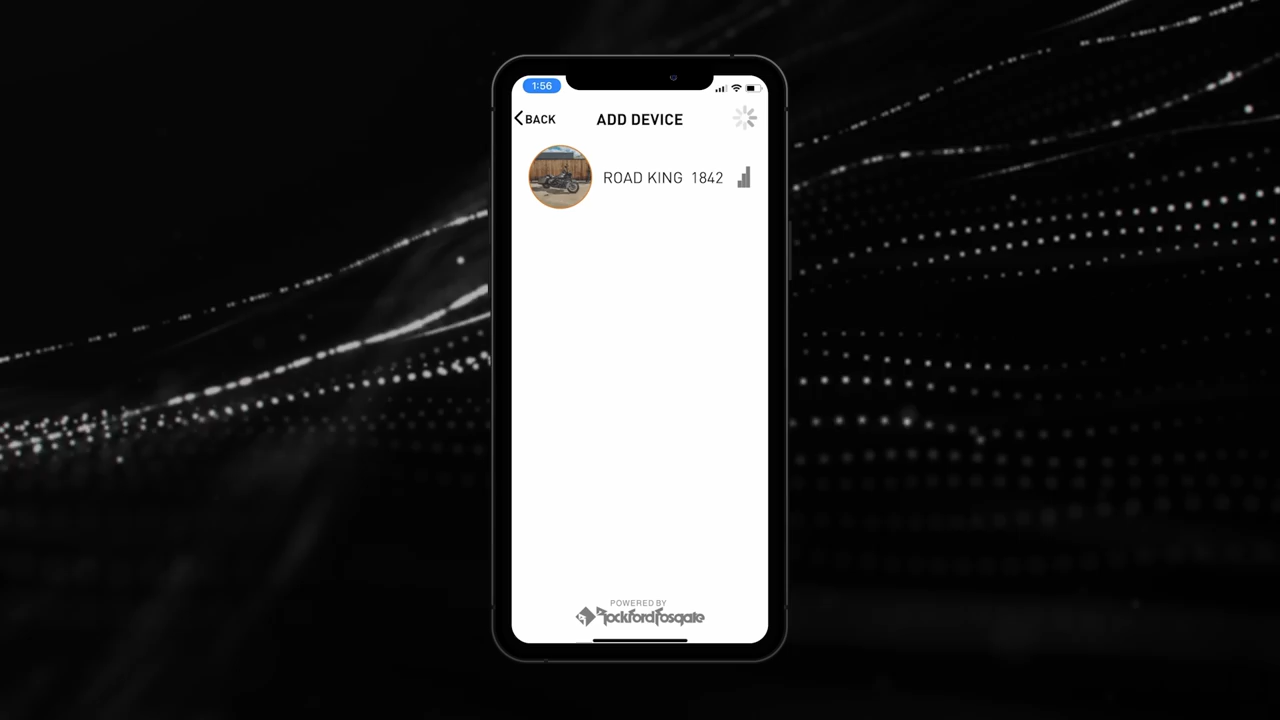 1:56
BACK
ADD DEVICE
ROAD KING 1842
POWERED BY
Rockford Fosgate